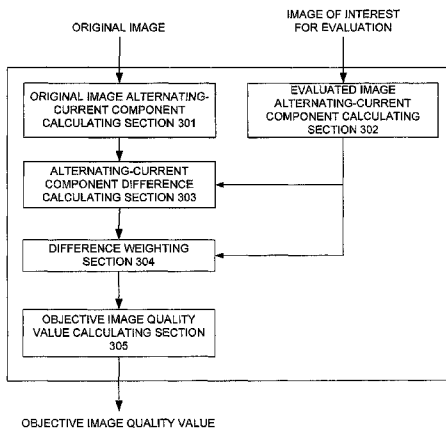 ORIGINAL IMAGE
IMAGE OF INTEREST
FOR EVALUATION
ORIGINAL IMAGE ALTERNATING-
CURRENT COMPONENT
CALCULATING SECTION 301
EVALUATED IMAGE
ALTERNATING-CURRENT
COMPONENT CALCULATING
SECTION 302
ALTERNATING-CURRENT
COMPONENT DIFFERENCE
CALCULATING SECTION 303
DIFFERENCE WEIGHTING
SECTION 304
OBJECTIVE IMAGE QUALITY
VALUE CALCULATING SECTION
305
OBJECTIVE IMAGE QUALITY VALUE